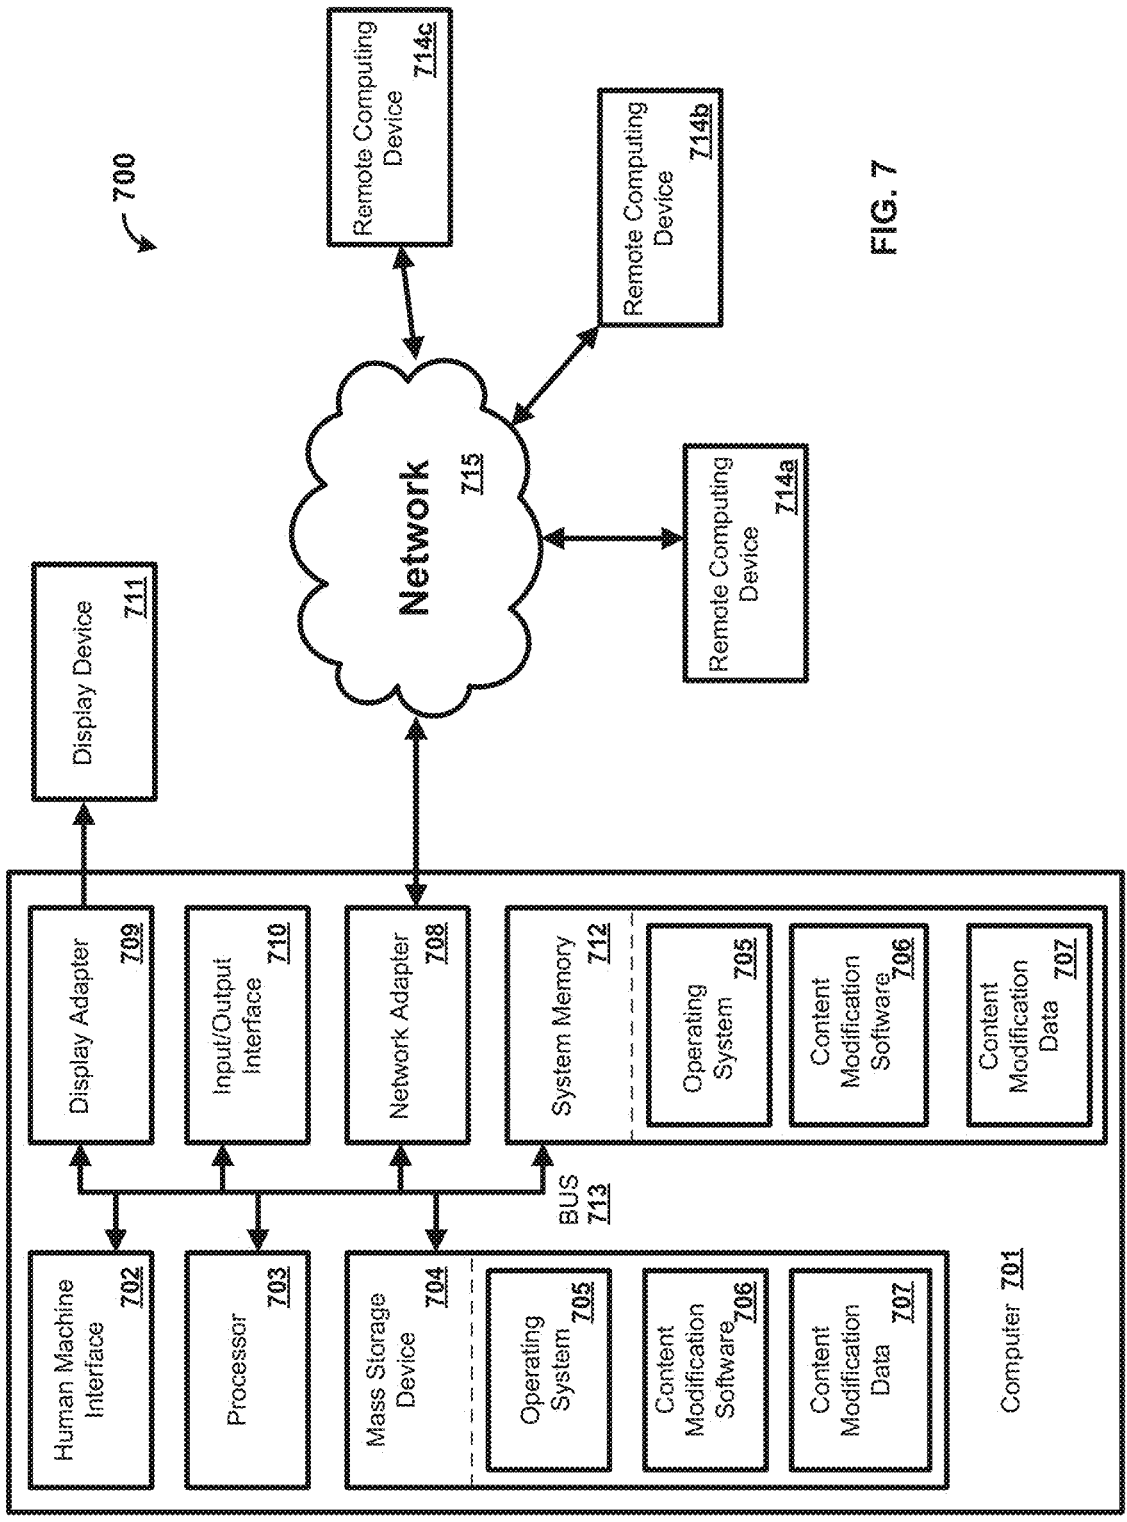 700
Human Machine
Interface
702
Display Adapter
709
Display Device
711
Processor
703
Input/Output
Interface
710
Mass Storage
Device
704
Operating
System
705
Content
Modification
Software
706
Content
Modification
Data
707
Network Adapter
708
System Memory
712
Operating
System
705
Content
Modification
Software
706
Content
Modification
Data
707
BUS
713
Computer 701
Network
715
Remote Computing
Device
714c
Remote Computing
Device
714b
Remote Computing
Device
714a
FIG. 7